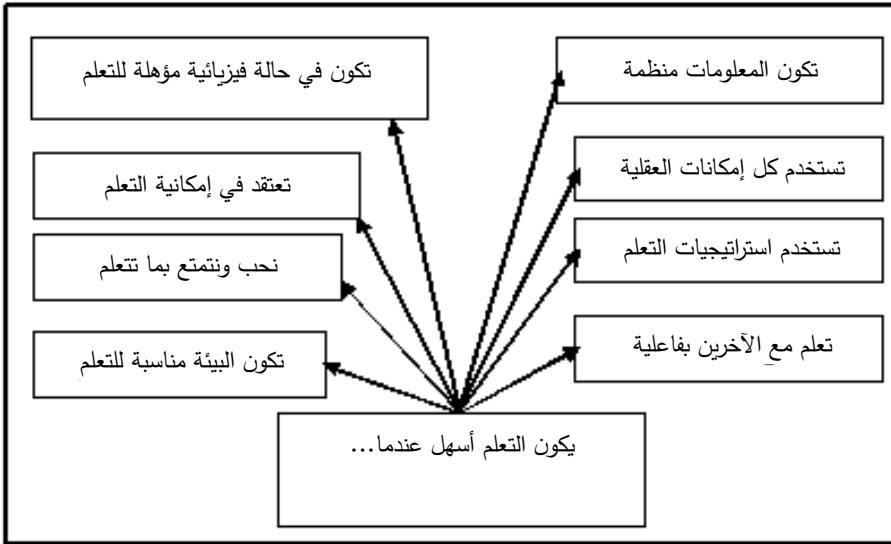 تكون المعلومات منظمة
تكون في حالة فيزيائية مؤهلة للتعلم
تستخدم كل إمكانات العقلية
تعتقد في إمكانية التعلم
تستخدم استراتيجيات التعلم
نحب ونتمتع بما تتعلم
تعلم مع الآخرين بفاعلية
تكون البيئة مناسبة للتعلم
يكون التعلم أسهل عندما...